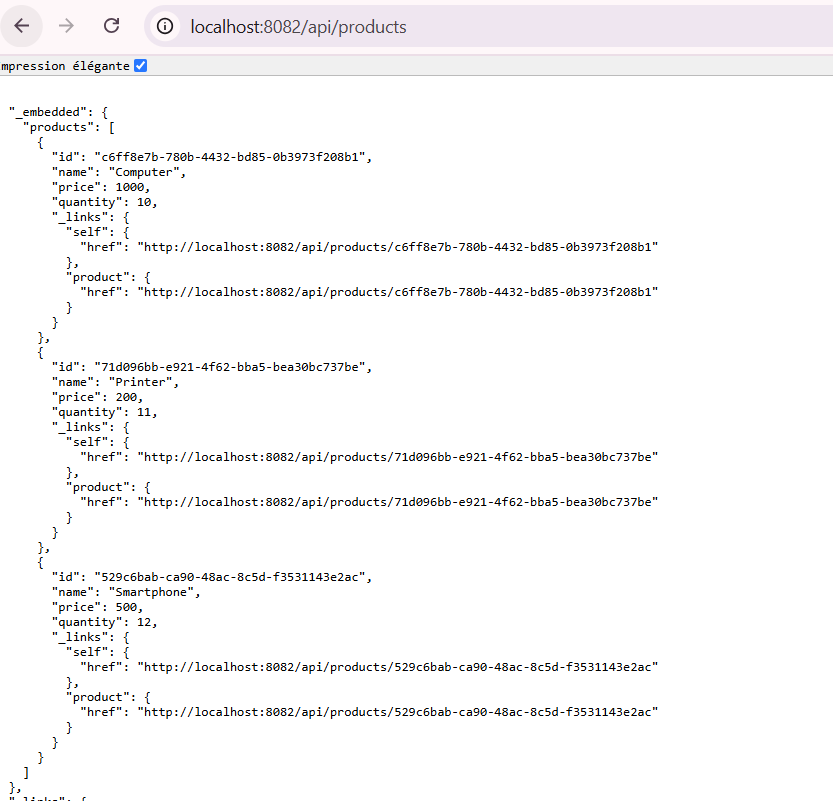 localhost:8082/api/products
mpression élégante
"_embedded": {
"products": [
{
"id": "c6ff8e7b-780b-4432-bd85-0b3973f208b1",
"name": "Computer",
"price": 1000,
"quantity": 10,
"_links": {
"self": {
"href": "http://localhost:8082/api/products/c6ff8e7b-780b-4432-bd85-0b3973f208b1"
},
"product": {
"href": "http://localhost:8082/api/products/c6ff8e7b-780b-4432-bd85-0b3973f208b1"
}
}
},
{
"id": "71d096bb-e921-4f62-bba5-bea30bc737be",
"name": "Printer",
"price": 200,
"quantity": 11,
"_links": {
"self": {
"href": "http://localhost:8082/api/products/71d096bb-e921-4f62-bba5-bea30bc737be"
},
"product": {
"href": "http://localhost:8082/api/products/71d096bb-e921-4f62-bba5-bea30bc737be"
}
}
},
{
"id": "529c6bab-ca90-48ac-8c5d-f3531143e2ac",
"name": "Smartphone",
"price": 500,
"quantity": 12,
"_links": {
"self": {
"href": "http://localhost:8082/api/products/529c6bab-ca90-48ac-8c5d-f3531143e2ac"
},
"product": {
"href": "http://localhost:8082/api/products/529c6bab-ca90-48ac-8c5d-f3531143e2ac"
}
}
}
]
},
"_links": {